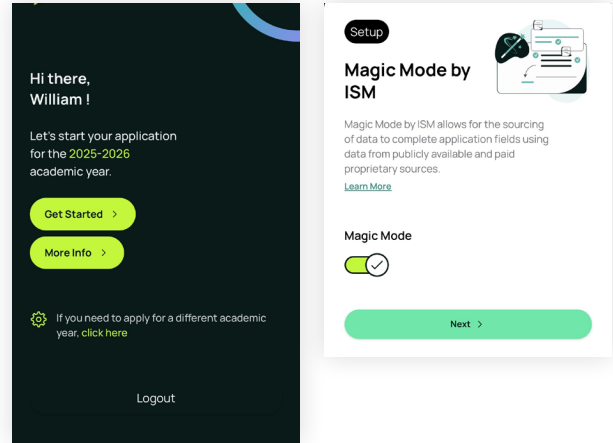 Hi there,
William !
Let's start your application
for the 2025-2026
academic year.
Get Started
More Info
If you need to apply for a different academic
year, click here
Logout
Setup
Magic Mode by
ISM
Magic Mode by ISM allows for the sourcing
of data to complete application fields using
data from publicly available and paid
proprietary sources.
Learn More
Magic Mode
Next